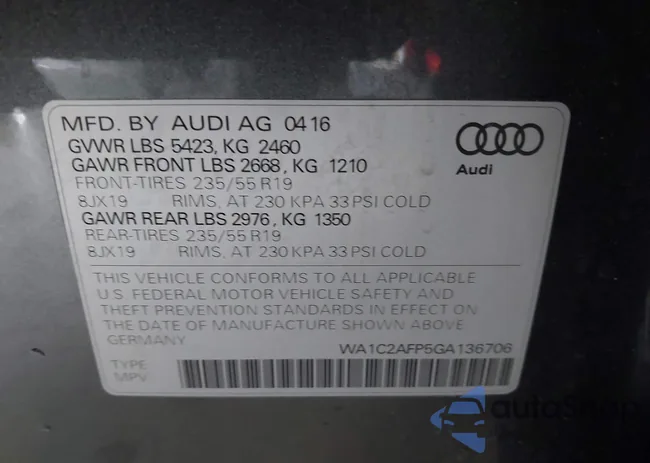 MFD. BY AUDI AG 04 16
GVWR LBS 5423, KG 2460
GAWR FRONT LBS 2668, KG 1210
FRONT-TIRES 235/55 R19
8JX19 RIMS, AT 230 KPA 33 PSI COLD
GAWR REAR LBS 2976, KG 1350
REAR-TIRES 235/55 R19
8JX19 RIMS, AT 230 KPA 33 PSI COLD
Audi
THIS VEHICLE CONFORMS TO ALL APPLICABLE
U.S. FEDERAL MOTOR VEHICLE SAFETY AND
THEFT PREVENTION STANDARDS IN EFFECT ON
THE DATE OF MANUFACTURE SHOWN ABOVE
GERMANY
WA1C2AFP5GA136706
TYPE
MPV